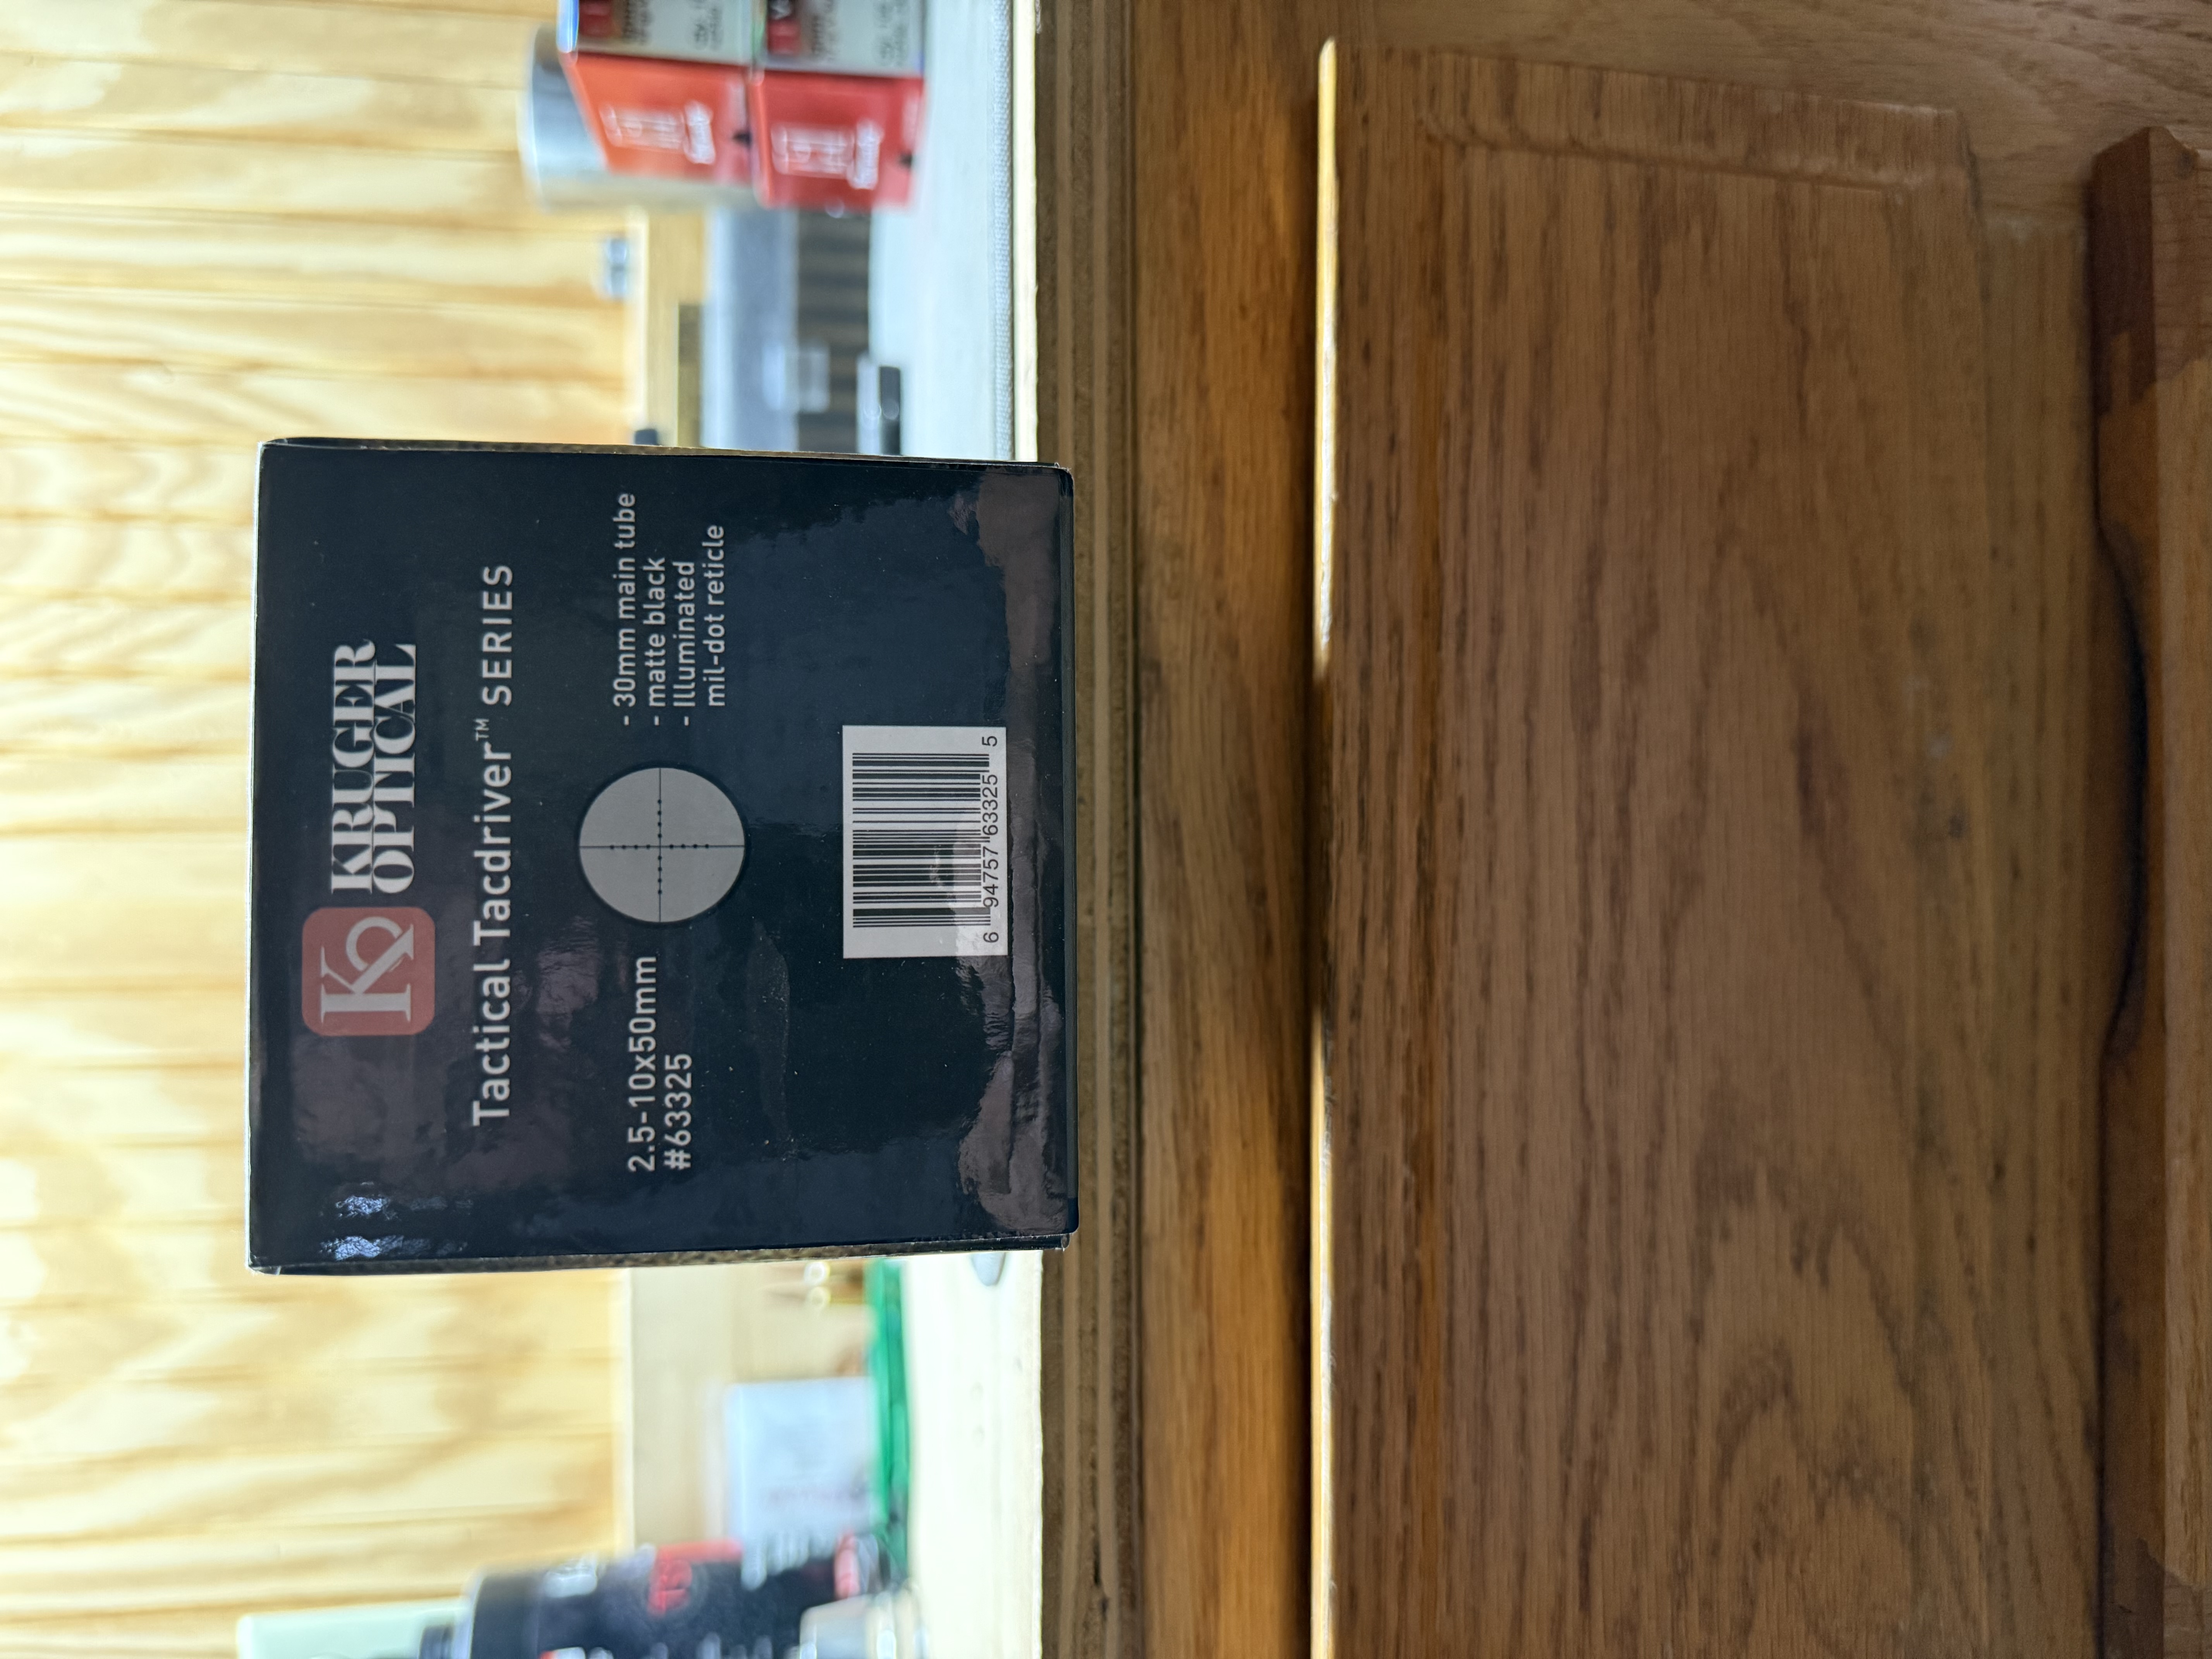 KQ
KRUGER
OPTICAL
Tactical Tacdriver™ SERIES
2.5-10x50mm
#63325
- 30mm main tube
- matte black
- Illuminated
mil-dot reticle
6 94757 63325 5